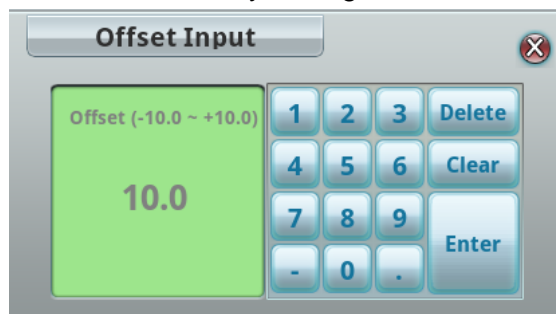 Offset Input
Offset (-10.0 ~ +10.0)
10.0
1 2 3 Delete
4 5 6 Clear
7 8 9
Enter
- 0 .